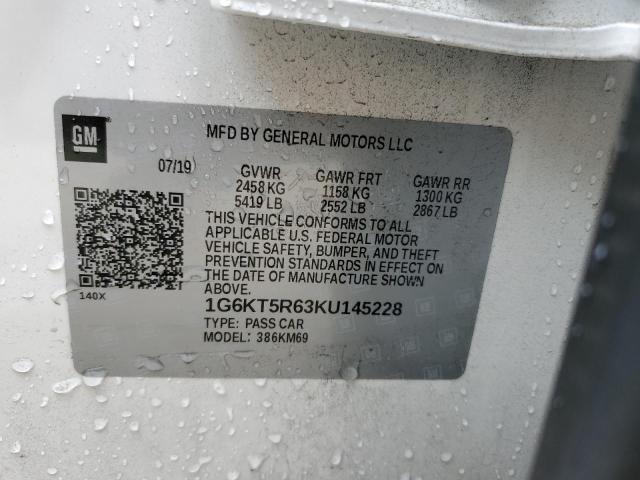 GM
MFD BY GENERAL MOTORS LLC
07/19 GVWR GAWR FRT GAWR RR
2458 KG 1158 KG 1300 KG
5419 LB 2552 LB 2867 LB
THIS VEHICLE CONFORMS TO ALL
APPLICABLE U.S. FEDERAL MOTOR
VEHICLE SAFETY, BUMPER, AND THEFT
PREVENTION STANDARDS IN EFFECT ON
THE DATE OF MANUFACTURE SHOWN
ABOVE.
140X
1G6KT5R63KU145228
TYPE: PASS CAR
MODEL: 386KM69